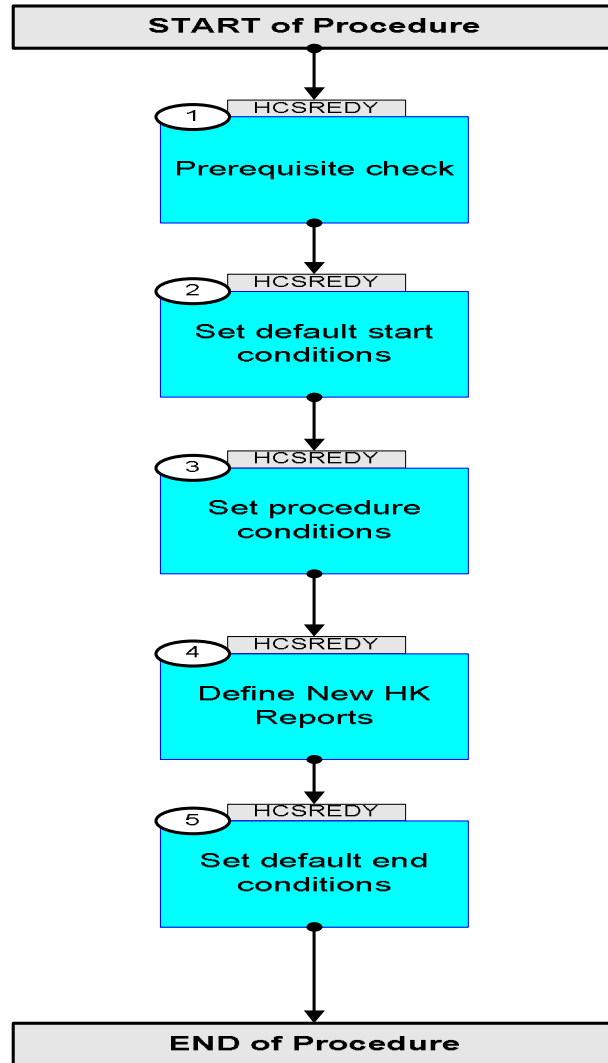 START of Procedure
HCSREDY
1
Prerequisite check
HCSREDY
2
Set default start
conditions
HCSREDY
3
Set procedure
conditions
HCSREDY
4
Define New HK
Reports
HCSREDY
5
Set default end
conditions
END of Procedure